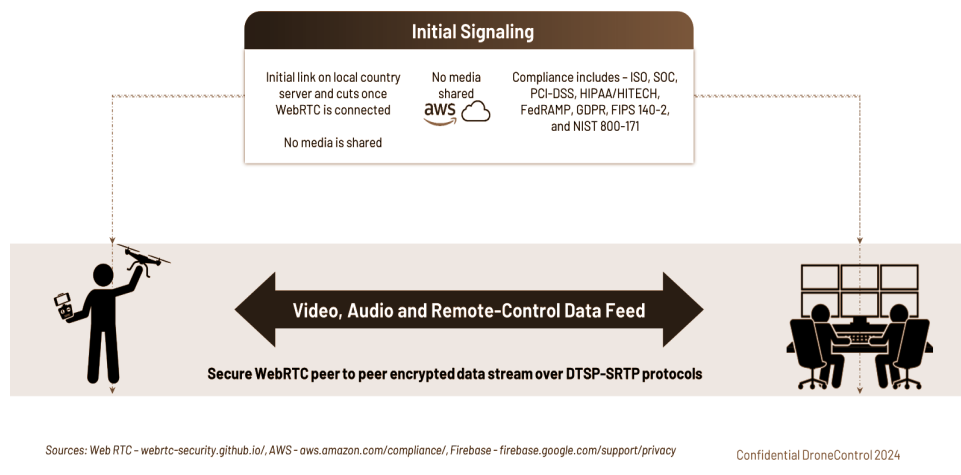 Initial Signaling
Initial link on local country
server and cuts once
WebRTC is connected
No media is shared
No media
shared
aws
Compliance includes – ISO, SOC,
PCI-DSS, HIPAA/HITECH,
FedRAMP, GDPR, FIPS 140-2,
and NIST 800-171
Video, Audio and Remote-Control Data Feed
Secure WebRTC peer to peer encrypted data stream over DTSP-SRTP protocols
Sources: Web RTC – webrtc-security.github.io/, AWS - aws.amazon.com/compliance/, Firebase - firebase.google.com/support/privacy
Confidential DroneControl 2024